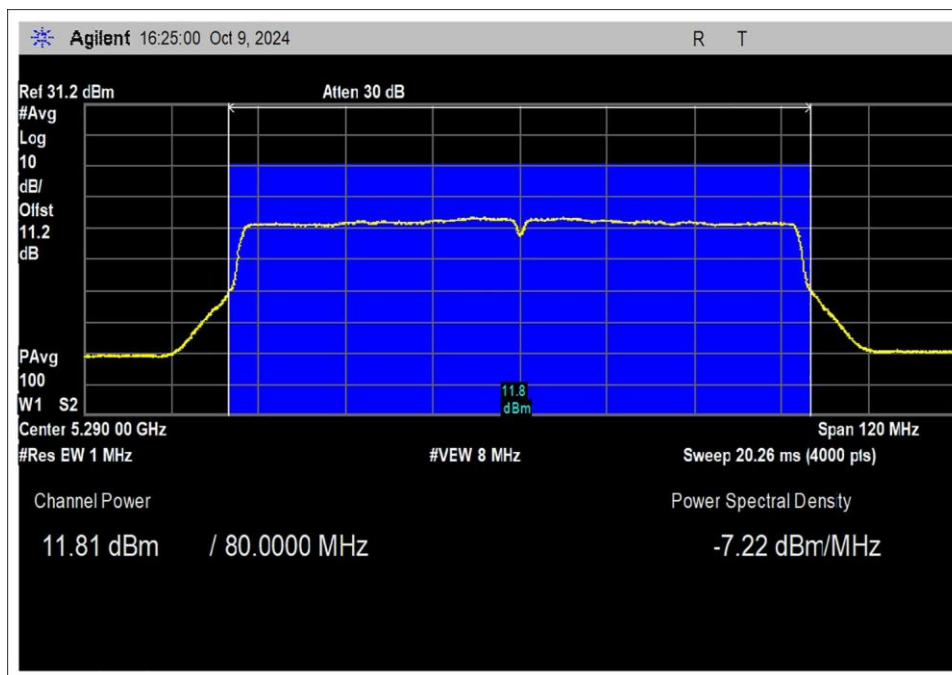 Agilent 16:25:00 Oct 9, 2024 R T
Ref 31.2 dBm Atten 30 dB
#Avg
Log
10
dB/
Offst
11.2
dB
PAvg
100
W1 S2
11.8
dBm
Center 5.290 00 GHz Span 120 MHz
#Res BW 1 MHz #VBW 8 MHz Sweep 20.26 ms (4000 pts)
Channel Power Power Spectral Density
11.81 dBm / 80.0000 MHz -7.22 dBm/MHz